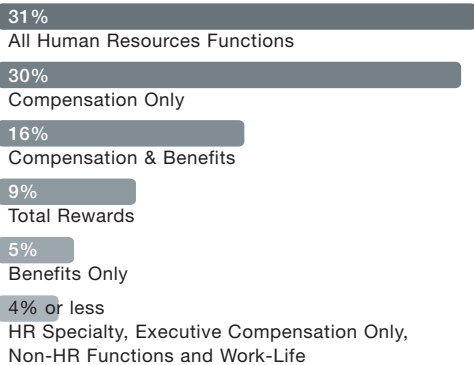 31%
All Human Resources Functions
30%
Compensation Only
16%
Compensation & Benefits
9%
Total Rewards
5%
Benefits Only
4% or less
HR Specialty, Executive Compensation Only,
Non-HR Functions and Work-Life